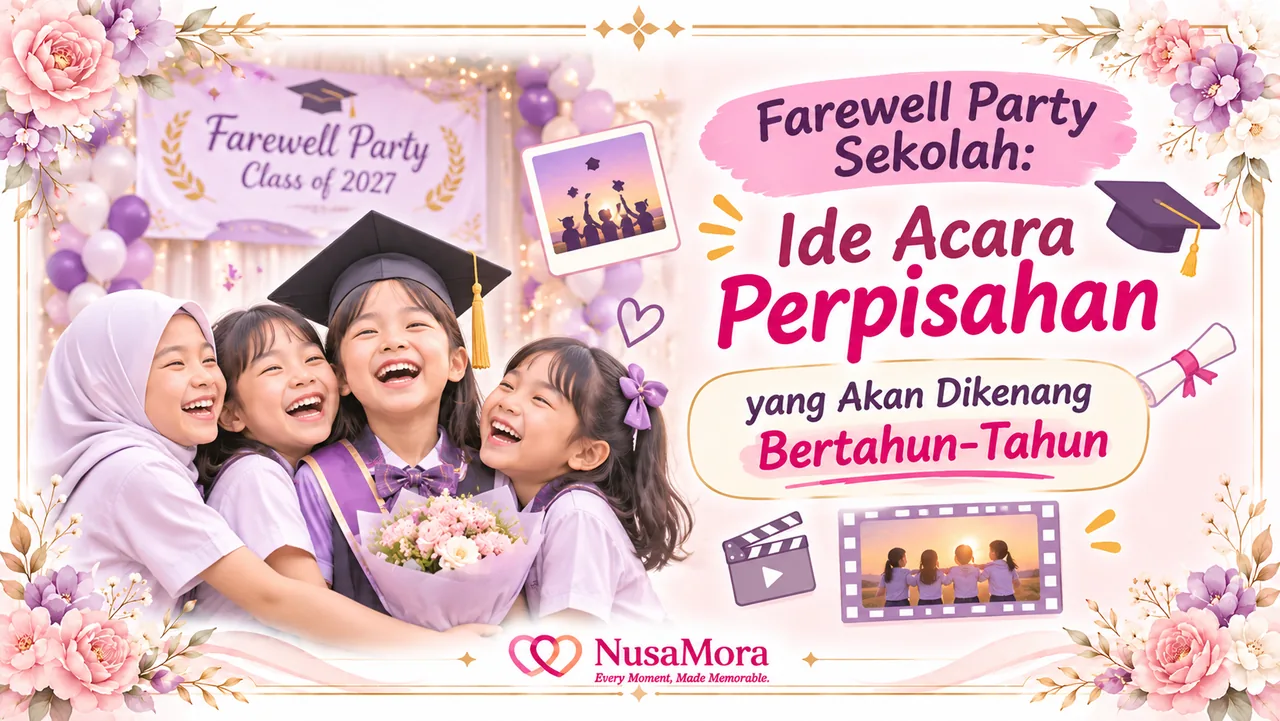 Farewell Party
Class of 2027
Farewell Party
Sekolah:
Ide Acara
Perpisahan
yang Akan Dikenang
Bertahun-Tahun
NusaMora
Every Moment, Made Memorable.